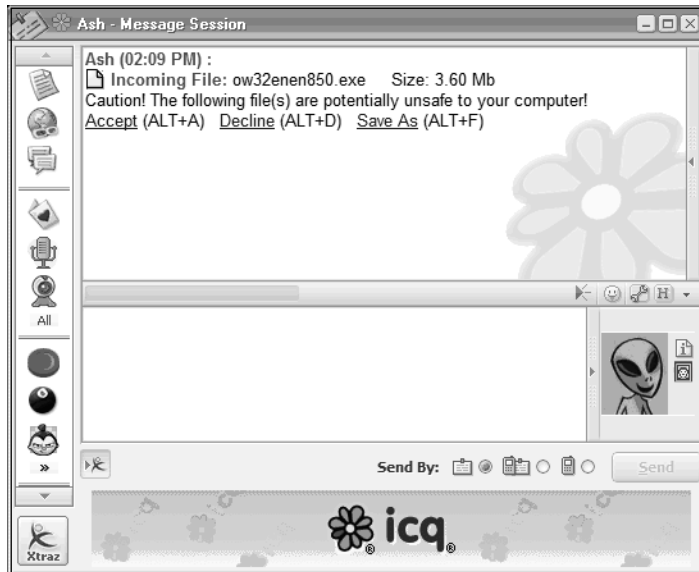 Ash - Message Session
Ash (02:09 PM) :
Incoming File: ow32enen850.exe Size: 3.60 Mb
Caution! The following file(s) are potentially unsafe to your computer!
Accept (ALT+A) Decline (ALT+D) Save As (ALT+F)
H
All
8
»
Send By:
Send
Xtraz
icq®